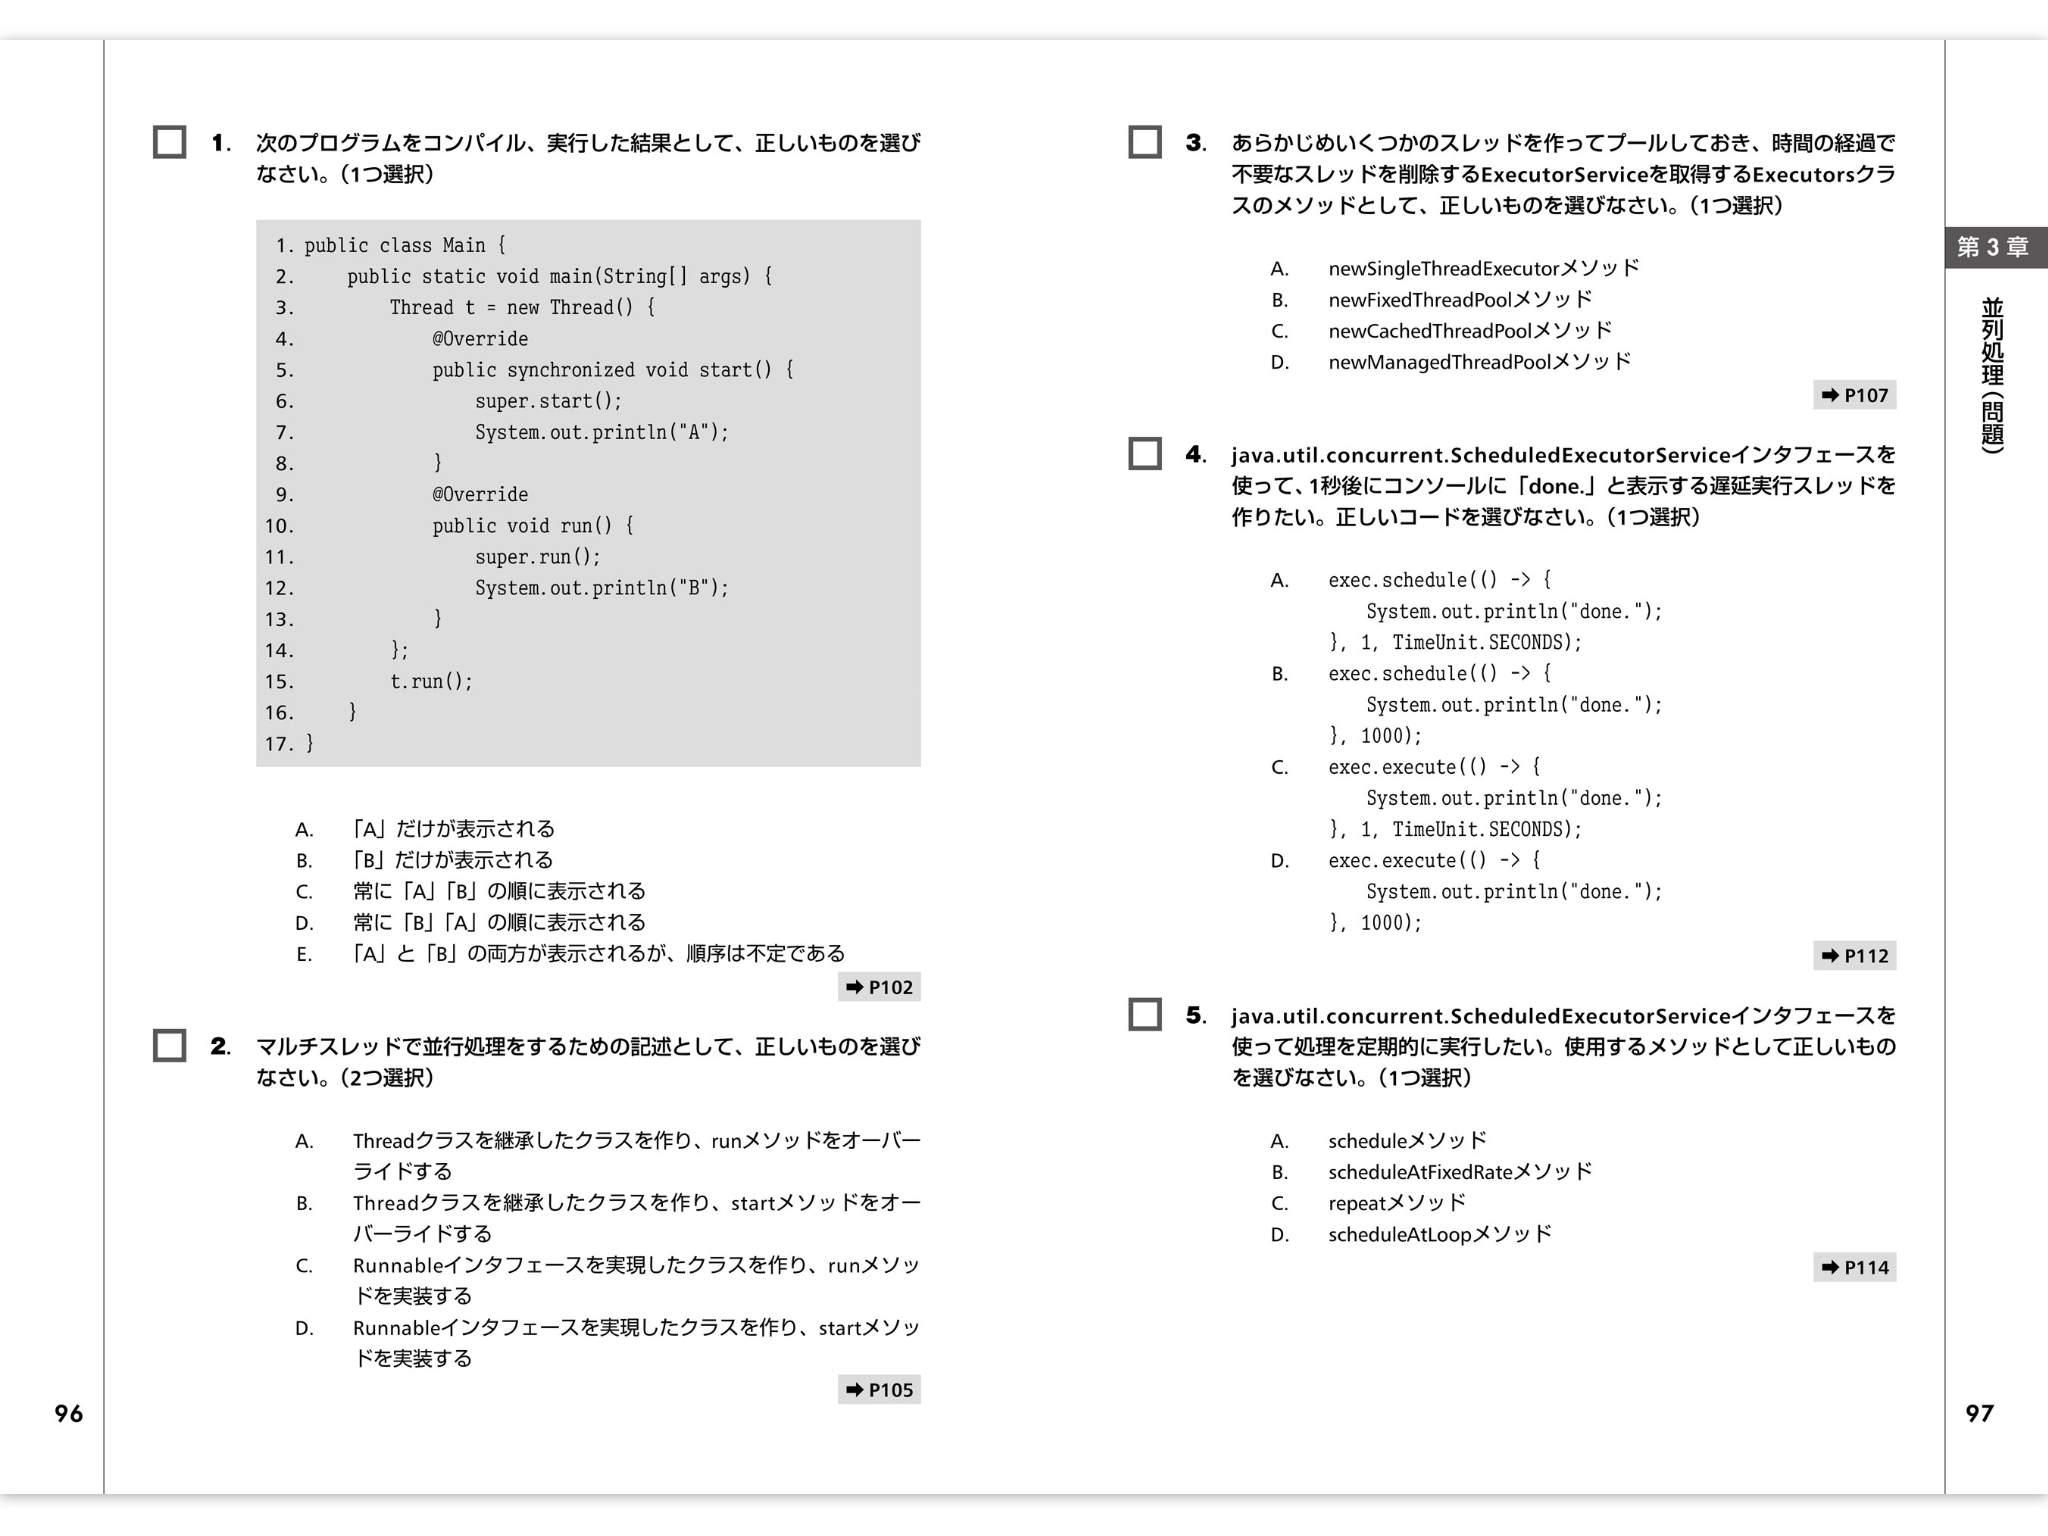 1. 次のプログラムをコンパイル、実行した結果として、正しいものを選び
なさい。（1つ選択）
1. public class Main {
2.     public static void main(String[] args) {
3.         Thread t = new Thread() {
4.             @Override
5.             public synchronized void start() {
6.                 super.start();
7.                 System.out.println("A");
8.             }
9.             @Override
10.             public void run() {
11.                 super.run();
12.                 System.out.println("B");
13.             }
14.         };
15.         t.run();
16.     }
17. }
A. 「A」だけが表示される
B. 「B」だけが表示される
C. 常に「A」「B」の順に表示される
D. 常に「B」「A」の順に表示される
E. 「A」と「B」の両方が表示されるが、順序は不定である
➡ P102
2. マルチスレッドで並行処理をするための記述として、正しいものを選び
なさい。（2つ選択）
A. Threadクラスを継承したクラスを作り、runメソッドをオーバー
ライドする
B. Threadクラスを継承したクラスを作り、startメソッドをオー
バーライドする
C. Runnableインタフェースを実現したクラスを作り、runメソッ
ドを実装する
D. Runnableインタフェースを実現したクラスを作り、startメソッ
ドを実装する
➡ P105
96
3. あらかじめいくつかのスレッドを作ってプールしておき、時間の経過で
不要なスレッドを削除するExecutorServiceを取得するExecutorsクラ
スのメソッドとして、正しいものを選びなさい。（1つ選択）
A. newSingleThreadExecutorメソッド
B. newFixedThreadPoolメソッド
C. newCachedThreadPoolメソッド
D. newManagedThreadPoolメソッド
➡ P107
4. java.util.concurrent.ScheduledExecutorServiceインタフェースを
使って、1秒後にコンソールに「done.」と表示する遅延実行スレッドを
作りたい。正しいコードを選びなさい。（1つ選択）
A. exec.schedule(() -> {
System.out.println("done.");
}, 1, TimeUnit.SECONDS);
B. exec.schedule(() -> {
System.out.println("done.");
}, 1000);
C. exec.execute(() -> {
System.out.println("done.");
}, 1, TimeUnit.SECONDS);
D. exec.execute(() -> {
System.out.println("done.");
}, 1000);
➡ P112
5. java.util.concurrent.ScheduledExecutorServiceインタフェースを
使って処理を定期的に実行したい。使用するメソッドとして正しいもの
を選びなさい。（1つ選択）
A. scheduleメソッド
B. scheduleAtFixedRateメソッド
C. repeatメソッド
D. scheduleAtLoopメソッド
➡ P114
第3章
並列処理（問題）
97